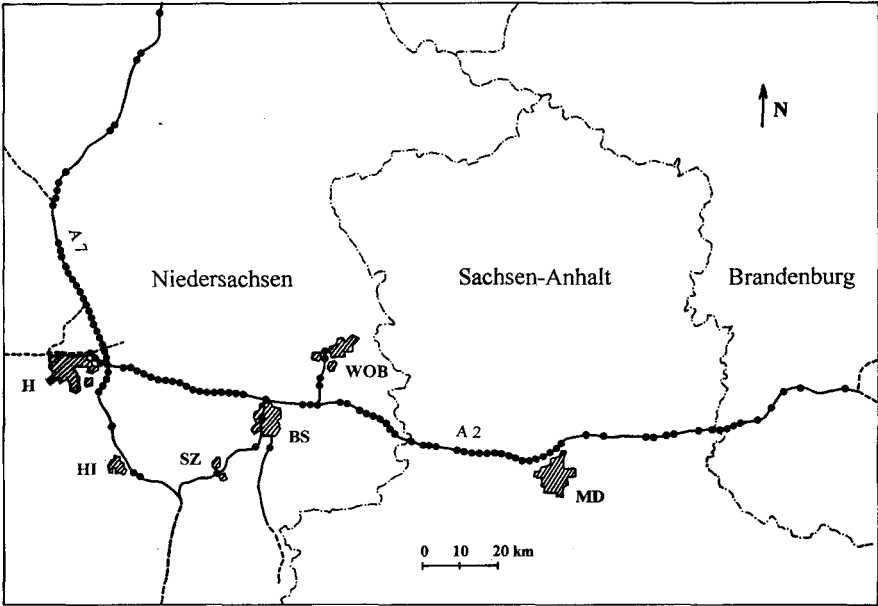 N
A 7
Niedersachsen
Sachsen-Anhalt
Brandenburg
H
WOB
BS
A 2
HI
SZ
MD
0 10 20 km